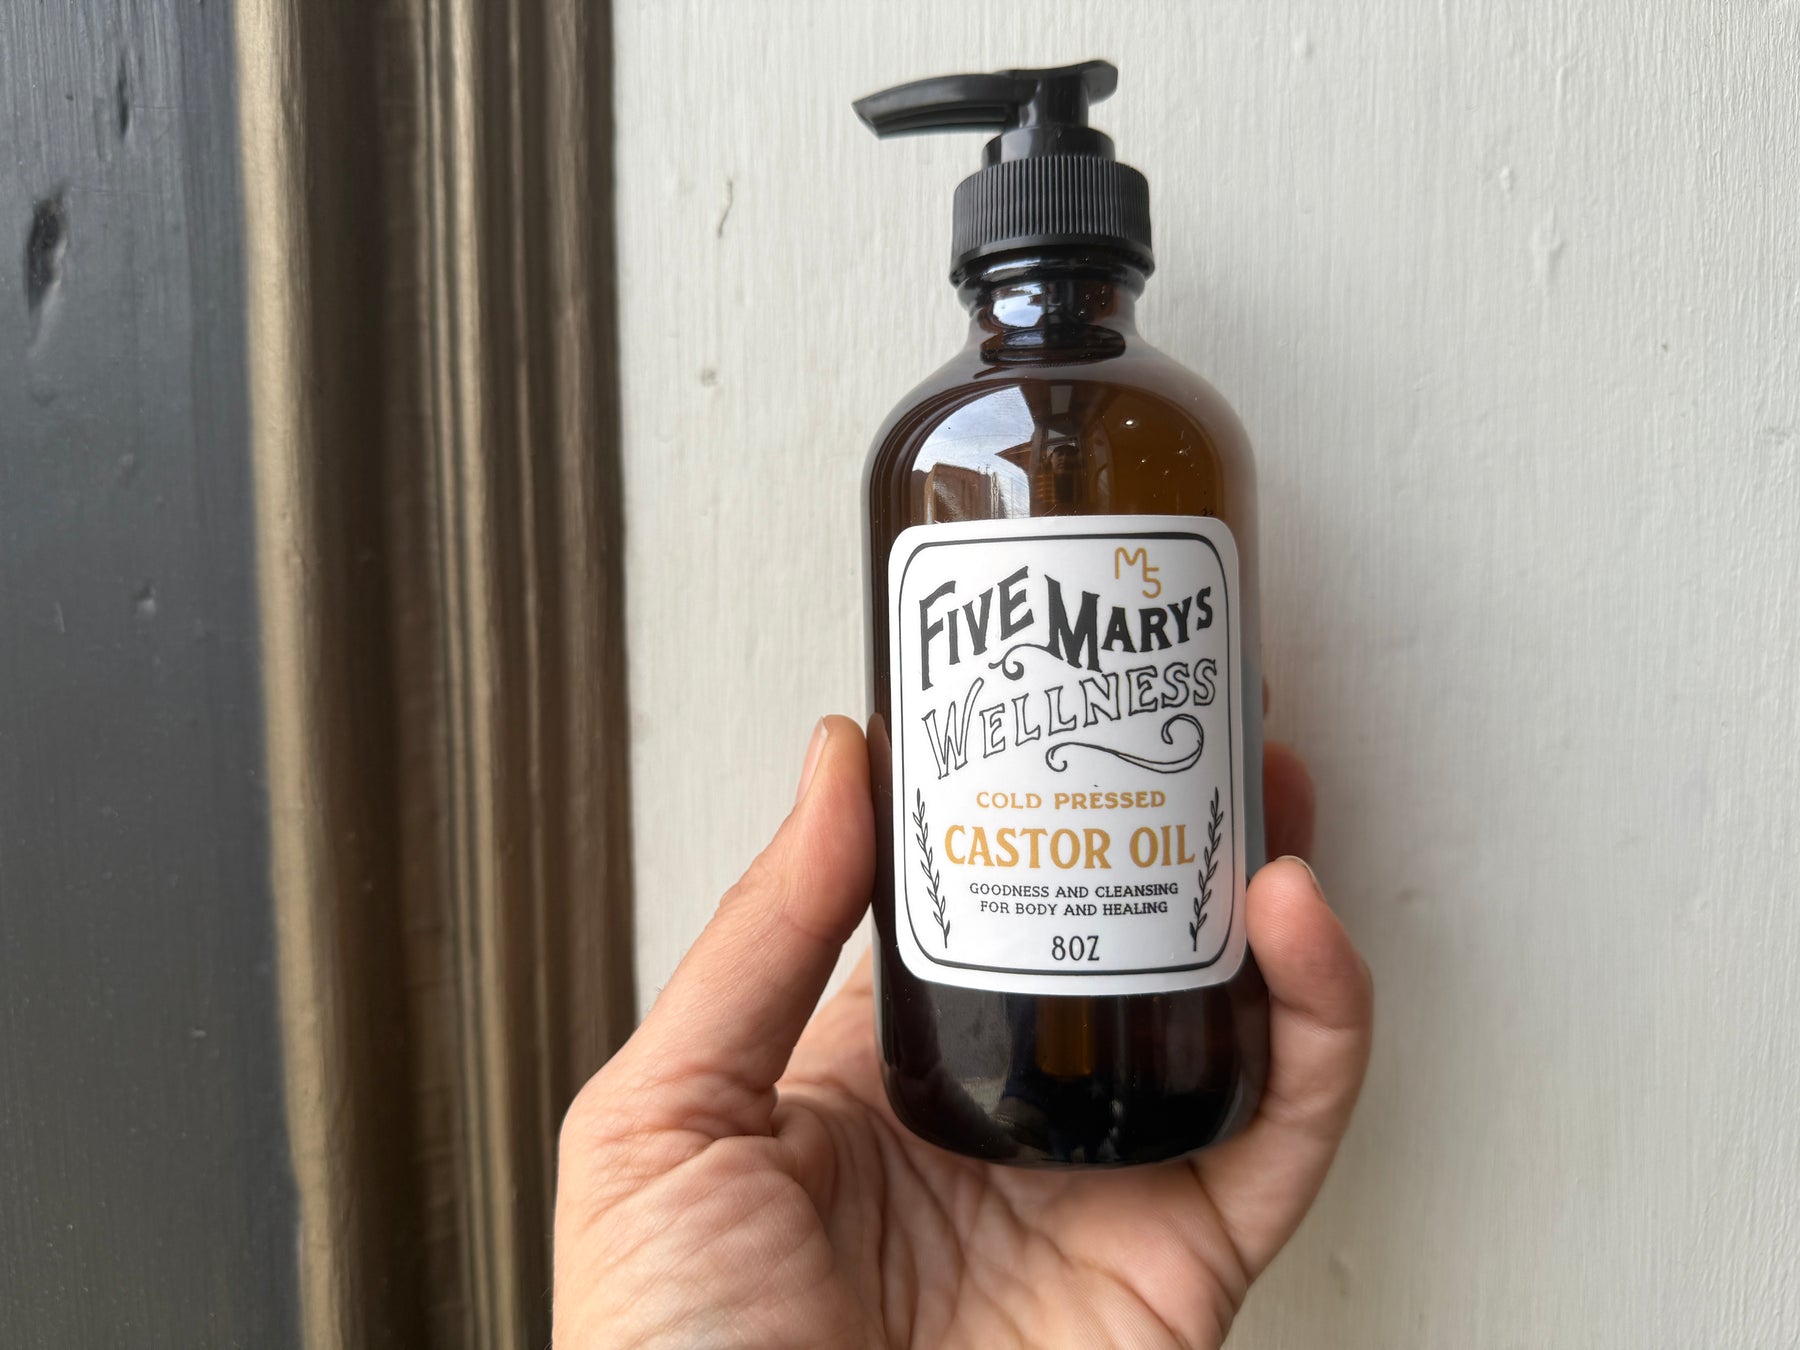 M5
FIVE MARYS
WELLNESS
COLD PRESSED
CASTOR OIL
GOODNESS AND CLEANSING
FOR BODY AND HEALING
8OZ